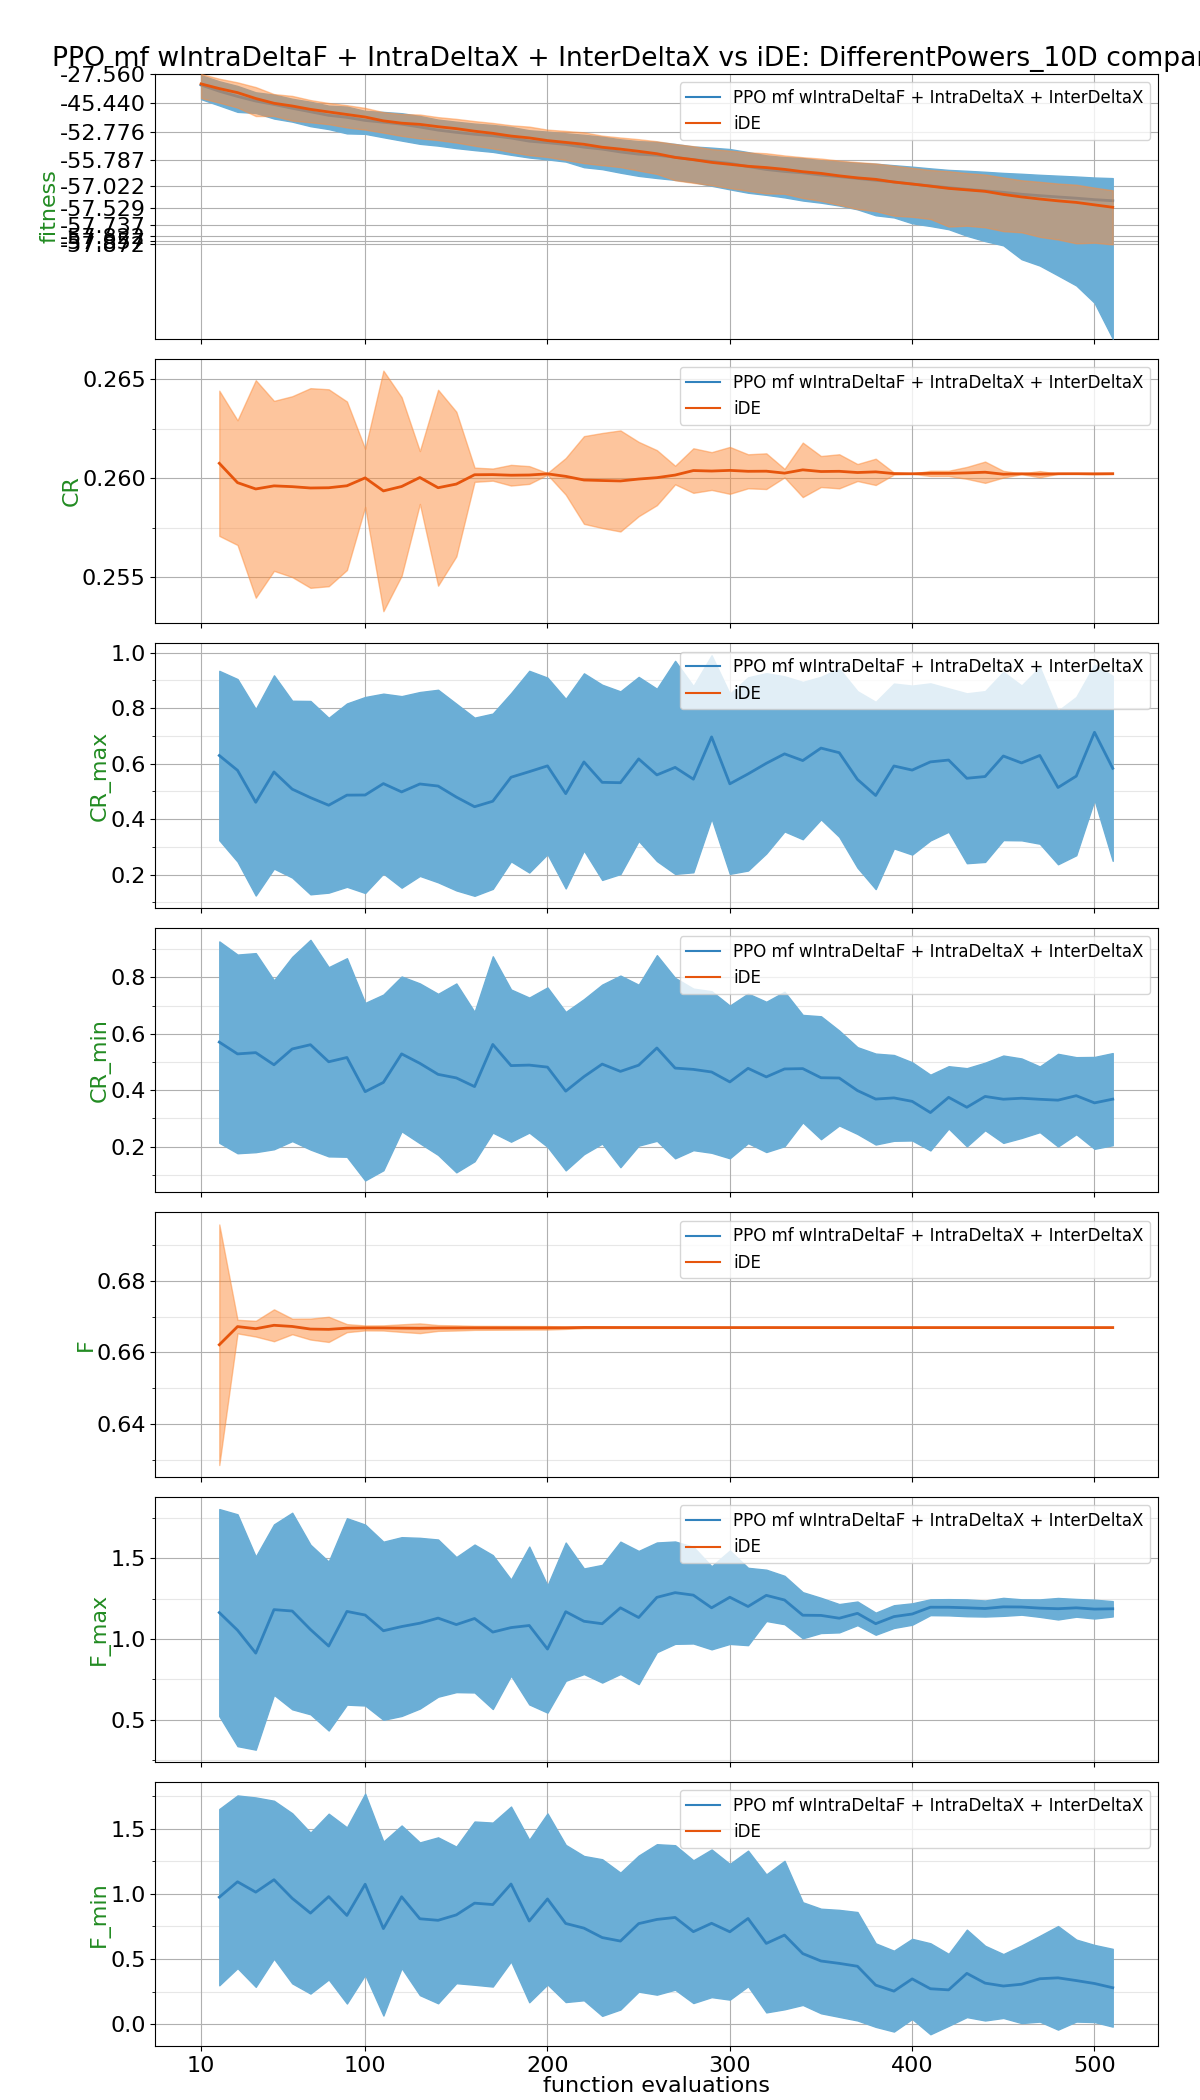 PPO mf wIntraDeltaF + IntraDeltaX + InterDeltaX vs iDE: DifferentPowers_10D compar
-27.560
-45.440
-52.776
-55.787
-57.022
-57.529
-57.737
-57.872
fitness
PPO mf wIntraDeltaF + IntraDeltaX + InterDeltaX
iDE
0.265
0.260
0.255
CR
PPO mf wIntraDeltaF + IntraDeltaX + InterDeltaX
iDE
1.0
0.8
0.6
0.4
0.2
CR_max
PPO mf wIntraDeltaF + IntraDeltaX + InterDeltaX
iDE
0.8
0.6
0.4
0.2
CR_min
PPO mf wIntraDeltaF + IntraDeltaX + InterDeltaX
iDE
0.68
0.66
0.64
F
PPO mf wIntraDeltaF + IntraDeltaX + InterDeltaX
iDE
1.5
1.0
0.5
F_max
PPO mf wIntraDeltaF + IntraDeltaX + InterDeltaX
iDE
1.5
1.0
0.5
0.0
F_min
PPO mf wIntraDeltaF + IntraDeltaX + InterDeltaX
iDE
10 100 200 300 400 500
function evaluations